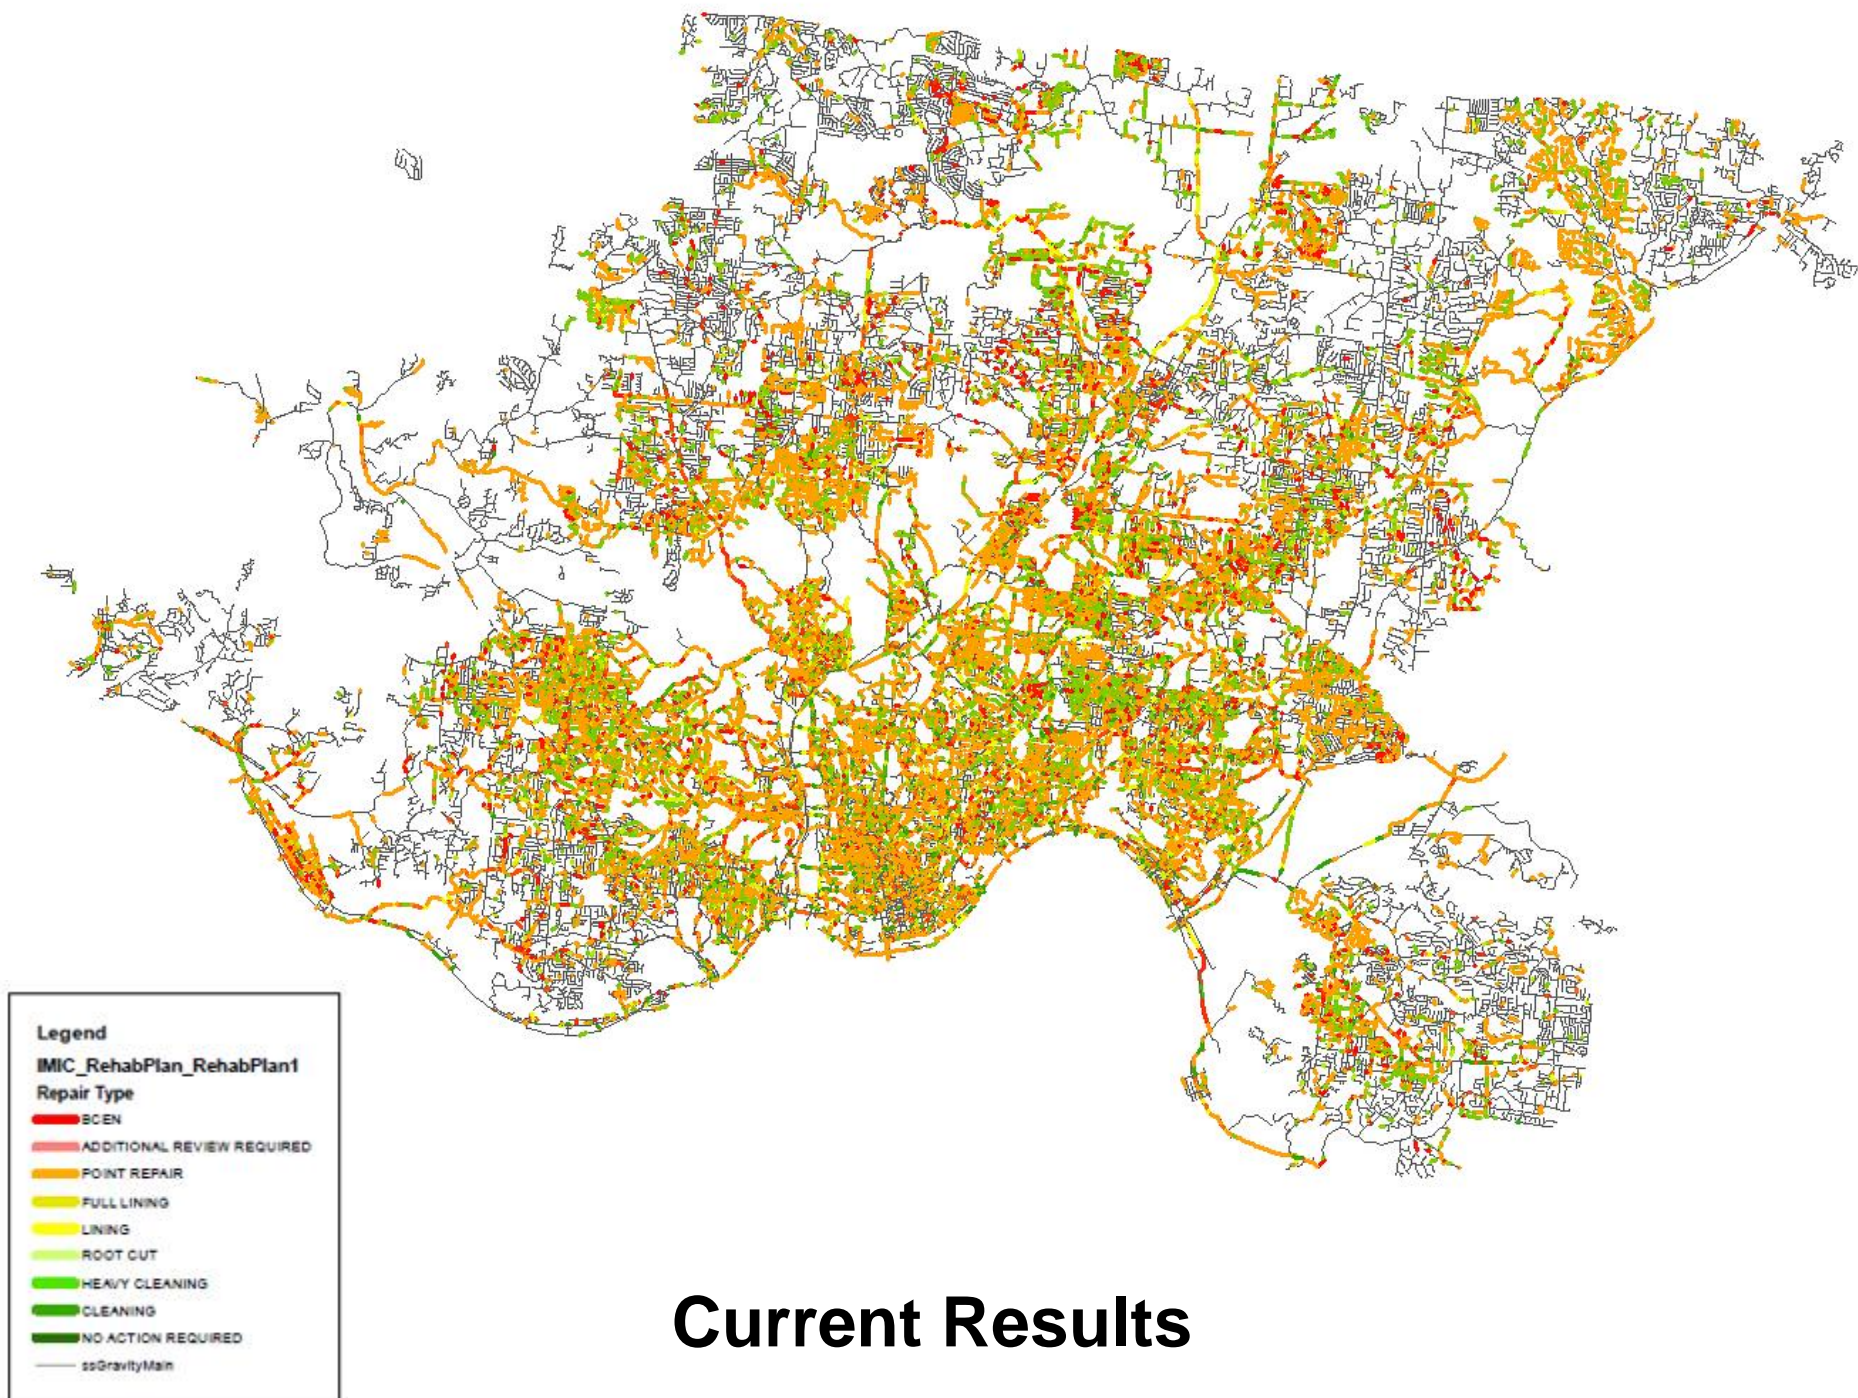 Legend
IMIC_RehabPlan_RehabPlan1
Repair Type
BCEN
ADDITIONAL REVIEW REQUIRED
POINT REPAIR
FULL LINING
LINING
ROOT CUT
HEAVY CLEANING
CLEANING
NO ACTION REQUIRED
ssGravityMain
Current Results